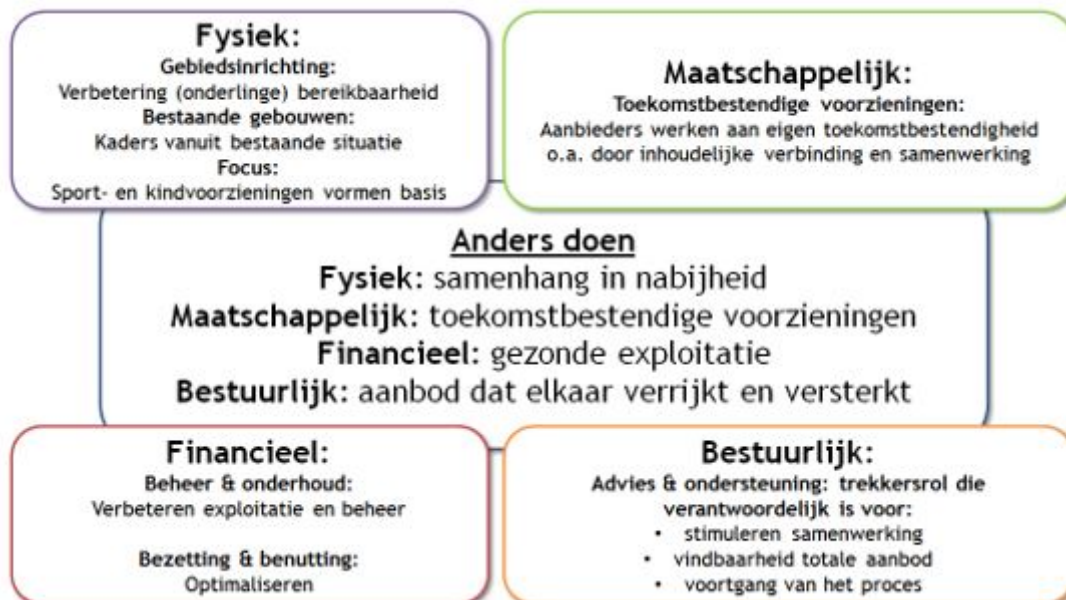 Fysiek:
Gebiedsinrichting:
Verbetering (onderlinge) bereikbaarheid
Bestaande gebouwen:
Kaders vanuit bestaande situatie
Focus:
Sport- en kindvoorzieningen vormen basis
Maatschappelijk:
Toekomstbestendige voorzieningen:
Aanbieders werken aan eigen toekomstbestendigheid
o.a. door inhoudelijke verbinding en samenwerking
Anders doen
Fysiek: samenhang in nabijheid
Maatschappelijk: toekomstbestendige voorzieningen
Financieel: gezonde exploitatie
Bestuurlijk: aanbod dat elkaar verrijkt en versterkt
Financieel:
Beheer & onderhoud:
Verbeteren exploitatie en beheer
Bezetting & benutting:
Optimaliseren
Bestuurlijk:
Advies & ondersteuning: trekkersrol die
verantwoordelijk is voor:
• stimuleren samenwerking
• vindbaarheid totale aanbod
• voortgang van het proces